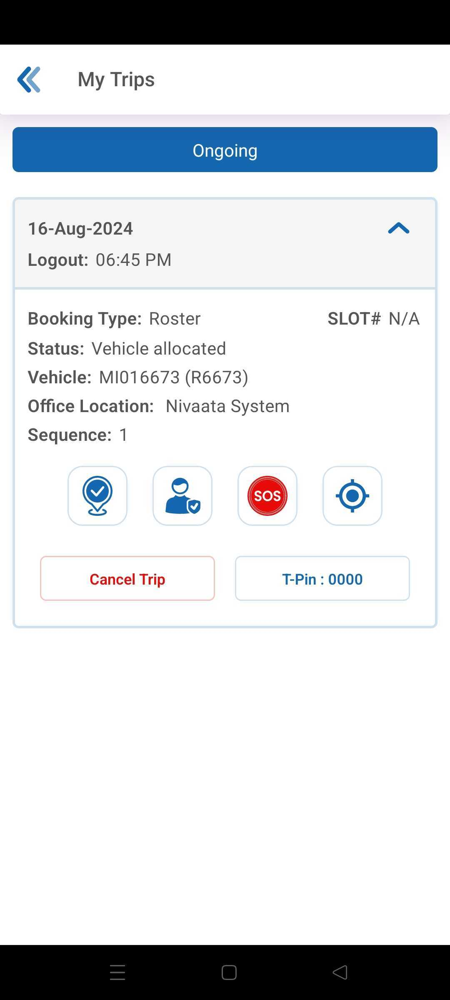 My Trips
Ongoing
16-Aug-2024
Logout: 06:45 PM
Booking Type: Roster SLOT# N/A
Status: Vehicle allocated
Vehicle: MI016673 (R6673)
Office Location: Nivaata System
Sequence: 1
SOS
Cancel Trip T-Pin : 0000